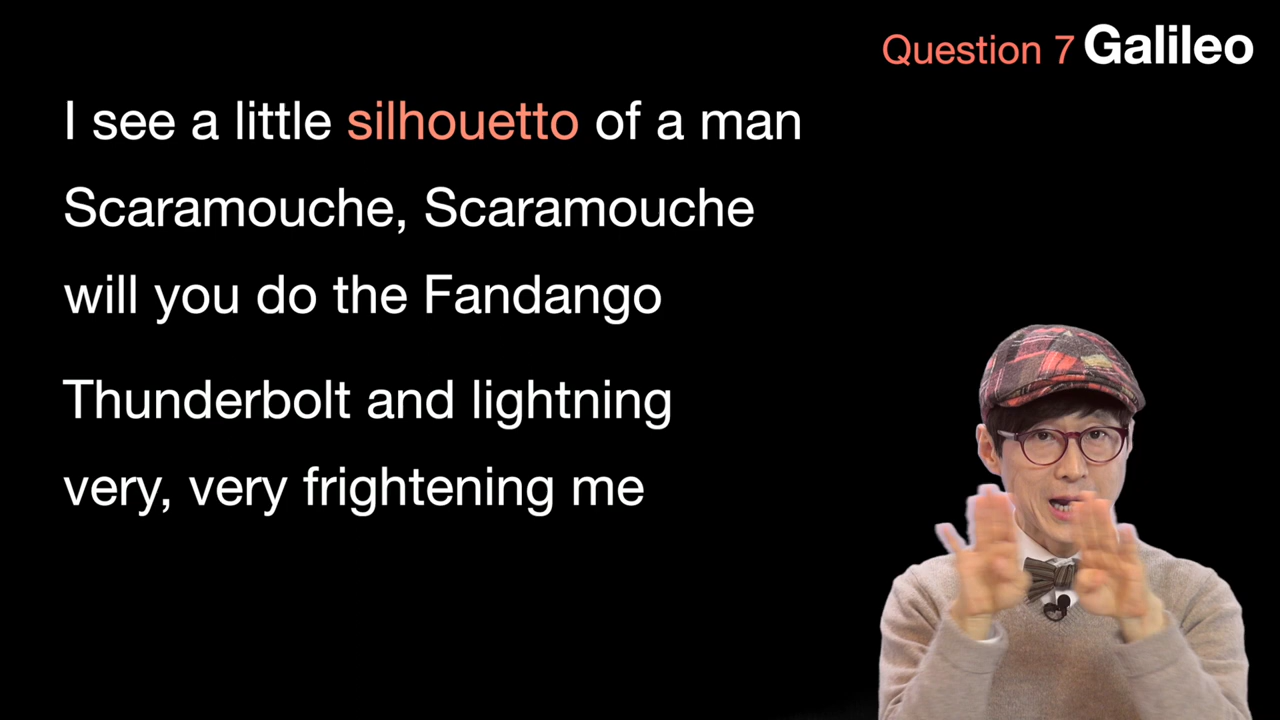 Question 7 Galileo
I see a little silhouetto of a man
Scaramouche, Scaramouche
will you do the Fandango
Thunderbolt and lightning
very, very frightening me